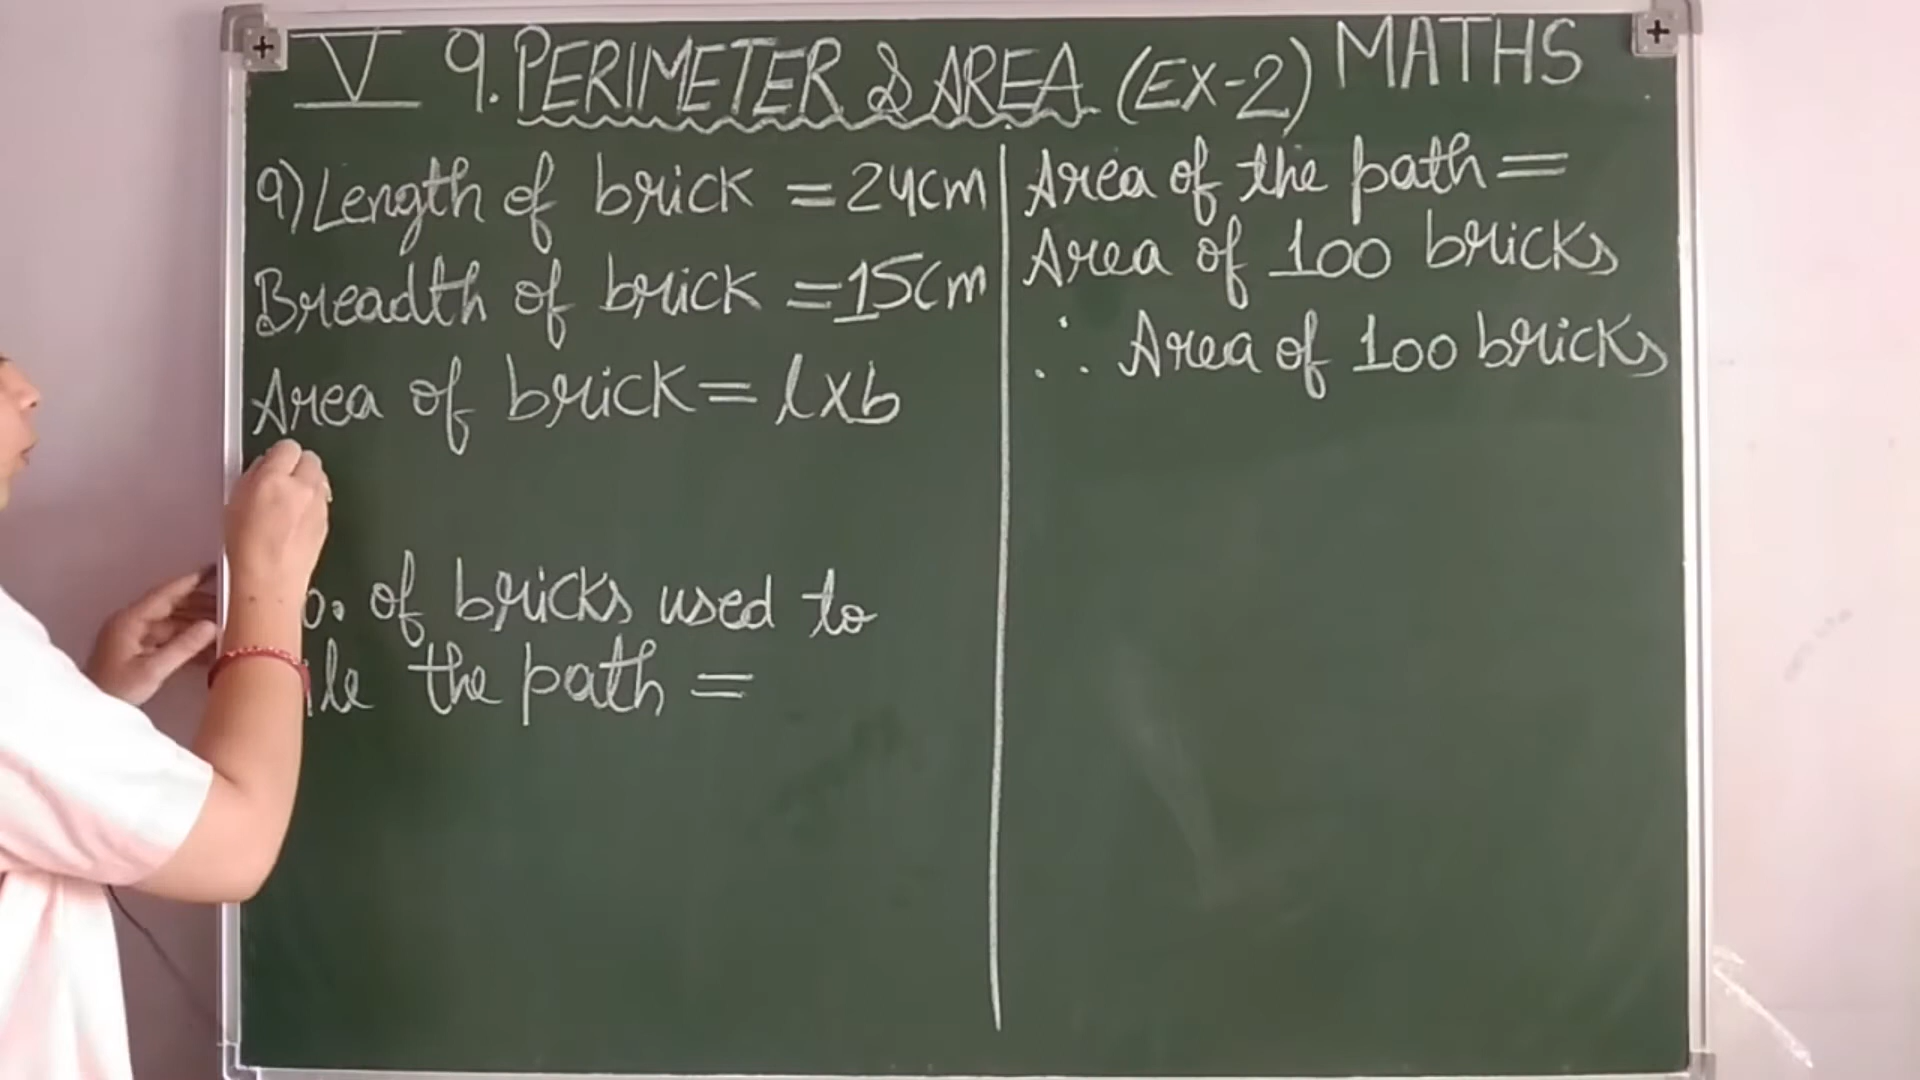 V 9. PERIMETER & AREA (EX-2) MATHS
9) Length of brick = 24cm
Breadth of brick = 15cm
Area of brick = l x b
of bricks used to
the path =
Area of the path =
Area of 100 bricks
∴ Area of 100 bricks